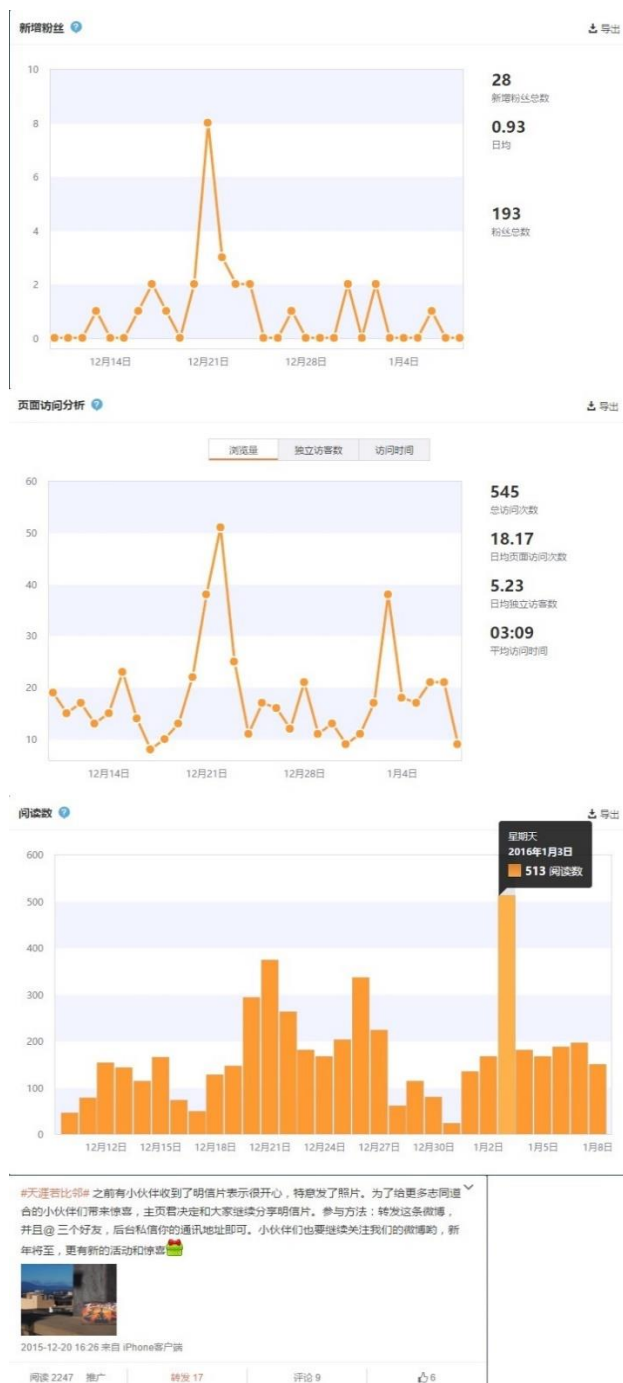 新增粉丝 ? 导出
10
8
6
4
2
0
12月14日 12月21日 12月28日 1月4日
28
新增粉丝总数
0.93
日均
193
粉丝总数
页面访问分析 ? 导出
浏览量 独立访客数 访问时间
60
50
40
30
20
10
12月14日 12月21日 12月28日 1月4日
545
总访问次数
18.17
日均页面访问次数
5.23
日均独立访客数
03:09
平均访问时间
阅读数 ? 导出
星期天
2016年1月3日
513 阅读数
600
500
400
300
200
100
0
12月12日 12月15日 12月18日 12月21日 12月24日 12月27日 12月30日 1月2日 1月5日 1月8日
#天涯若比邻# 之前有小伙伴收到了明信片表示很开心，特意发了照片。为了给更多志同道
合的小伙伴们带来惊喜，主页君决定和大家继续分享明信片。参与方法：转发这条微博，
并且@ 三个好友，后台私信你的通讯地址即可。小伙伴们也要继续关注我们的微博哟，新
年将至，更有新的活动和惊喜
2015-12-20 16:26 来自 iPhone客户端
阅读 2247 推广 转发 17 评论 9 6